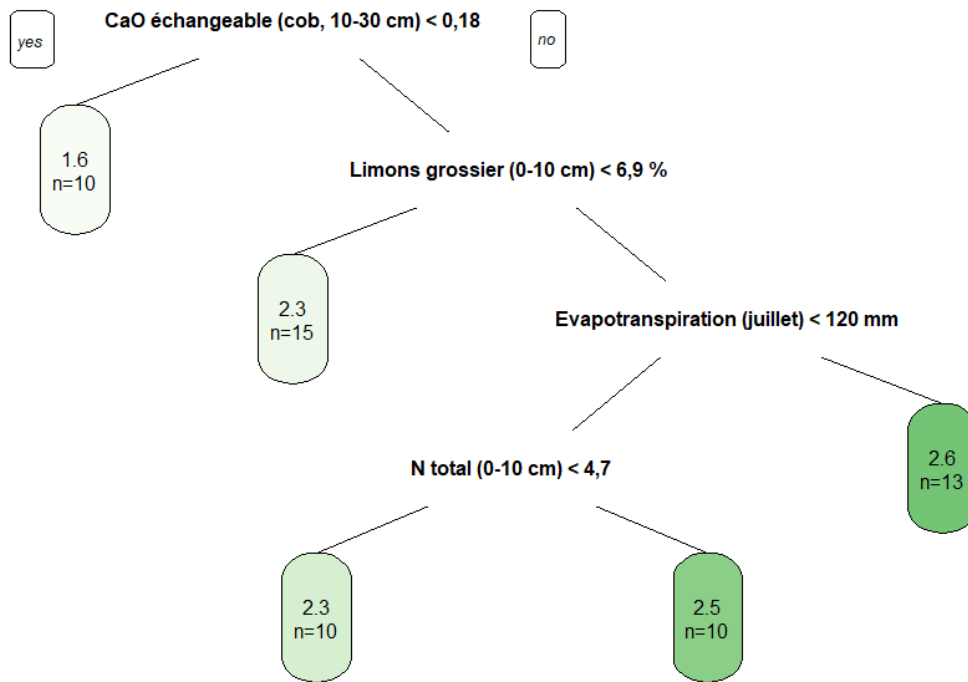 CaO échangeable (cob, 10-30 cm) < 0,18
yes
no
1.6
n=10
Limons grossier (0-10 cm) < 6,9 %
2.3
n=15
Evapotranspiration (juillet) < 120 mm
2.6
n=13
N total (0-10 cm) < 4,7
2.3
n=10
2.5
n=10